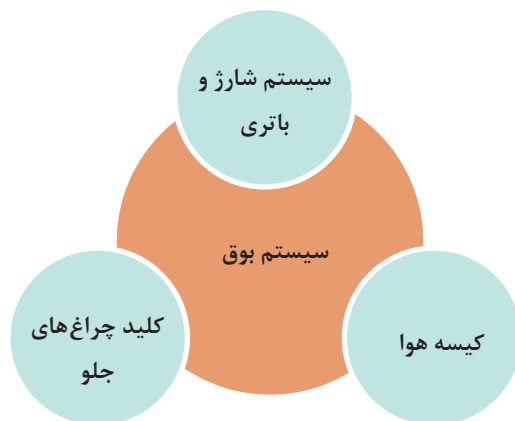 سیستم شارژ و
باتری
سیستم بوق
کیسه هوا
کلید چراغ‌های
جلو